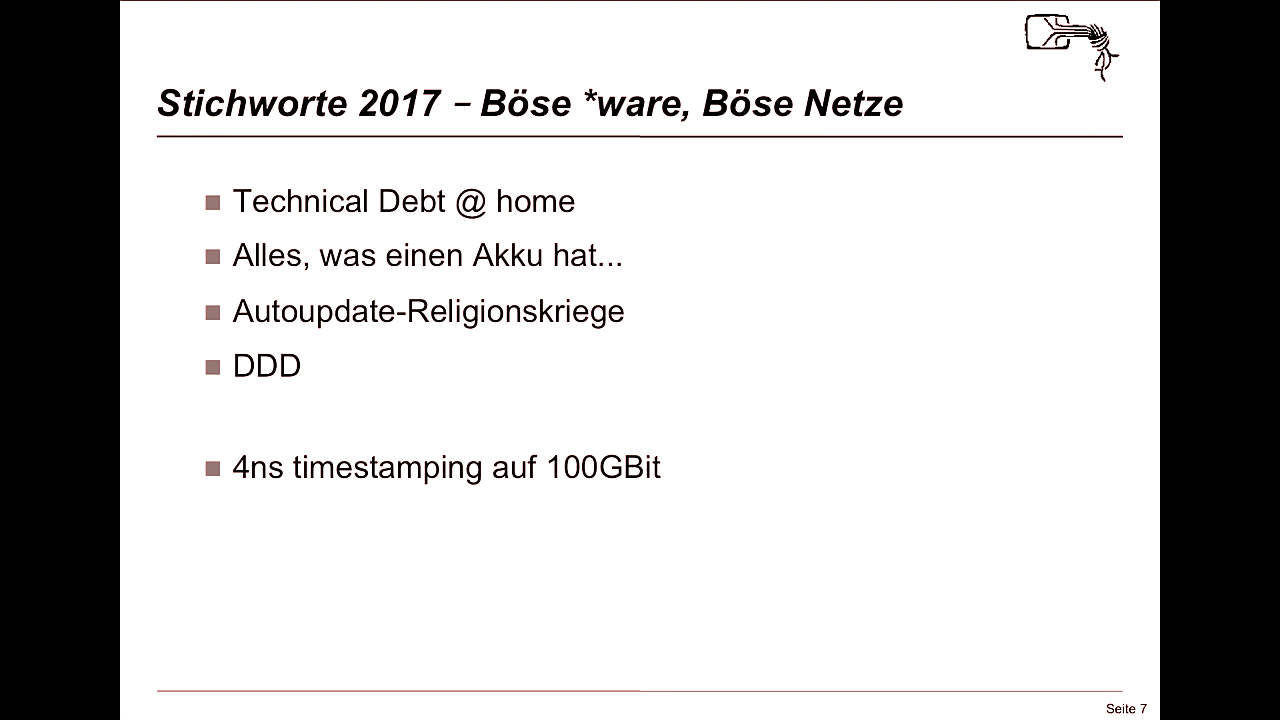 Stichworte 2017 – Böse *ware, Böse Netze
Technical Debt @ home
Alles, was einen Akku hat...
Autoupdate-Religionskriege
DDD
4ns timestamping auf 100GBit
Seite 7